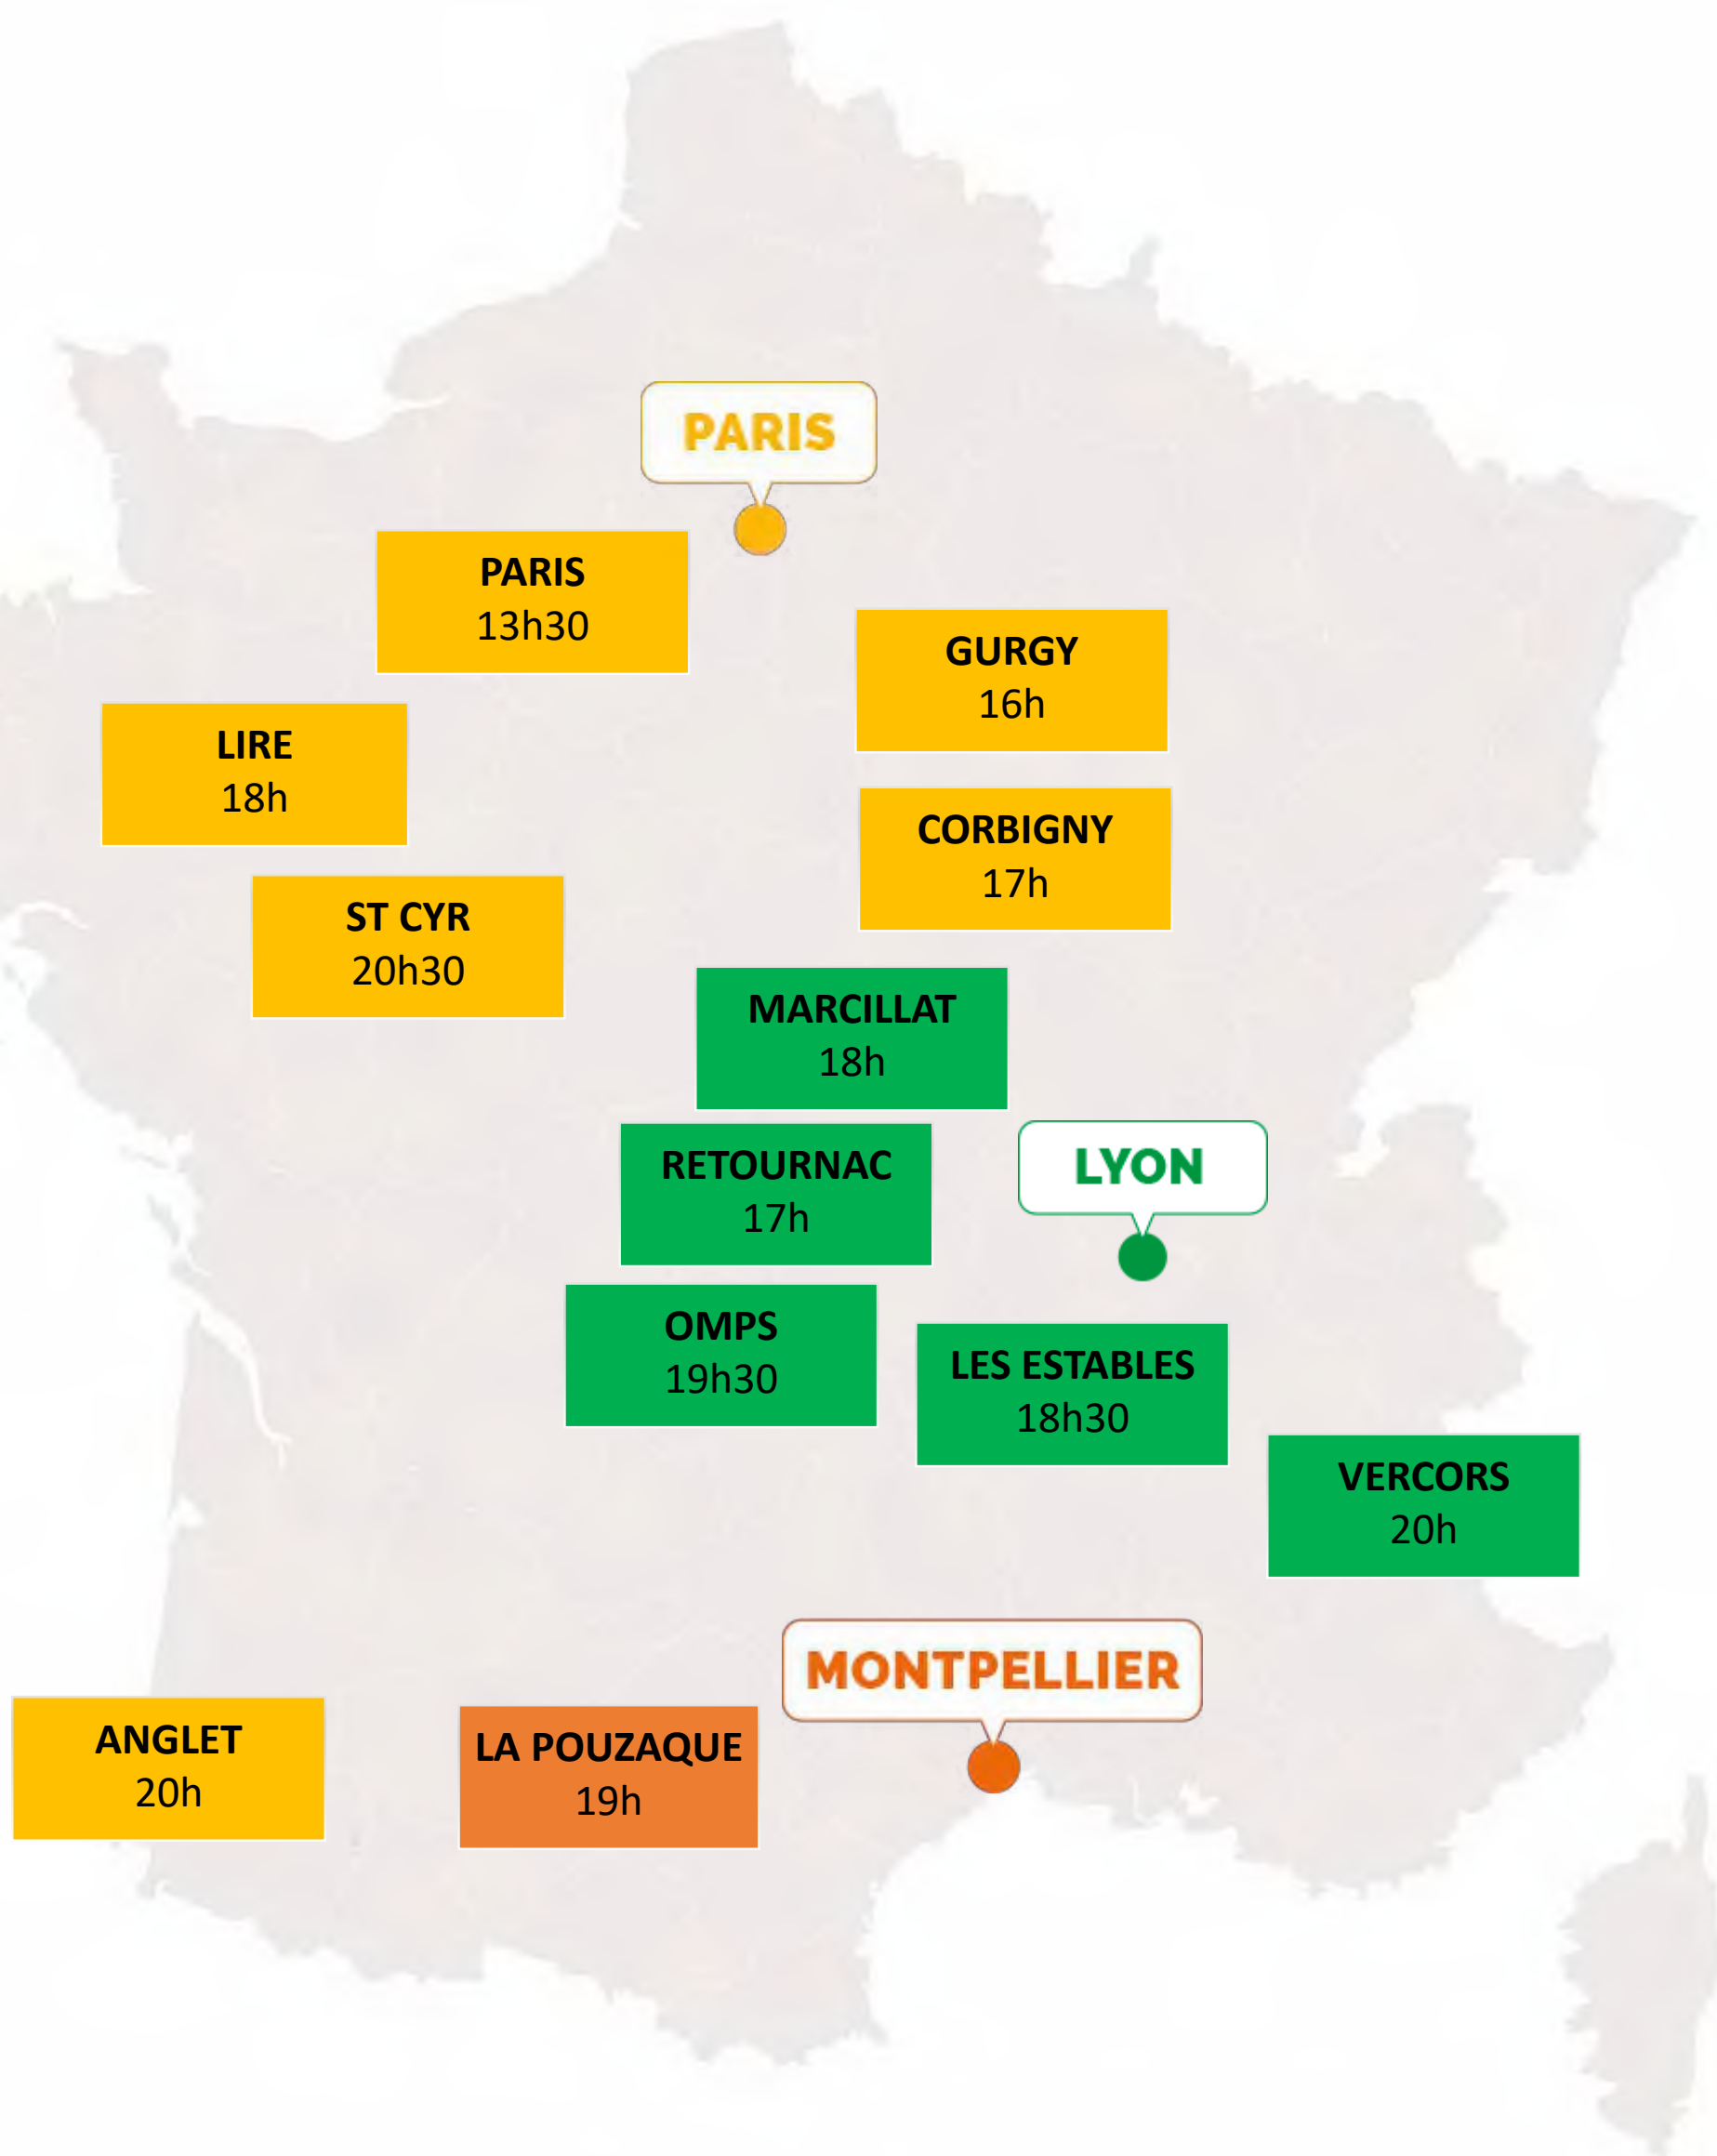 PARIS
PARIS
13h30
GURGY
16h
LIRE
18h
CORBIGNY
17h
ST CYR
20h30
MARCILLAT
18h
RETOURNAC
17h
LYON
OMPS
19h30
LES ESTABLES
18h30
VERCORS
20h
MONTPELLIER
ANGLET
20h
LA POUZAQUE
19h